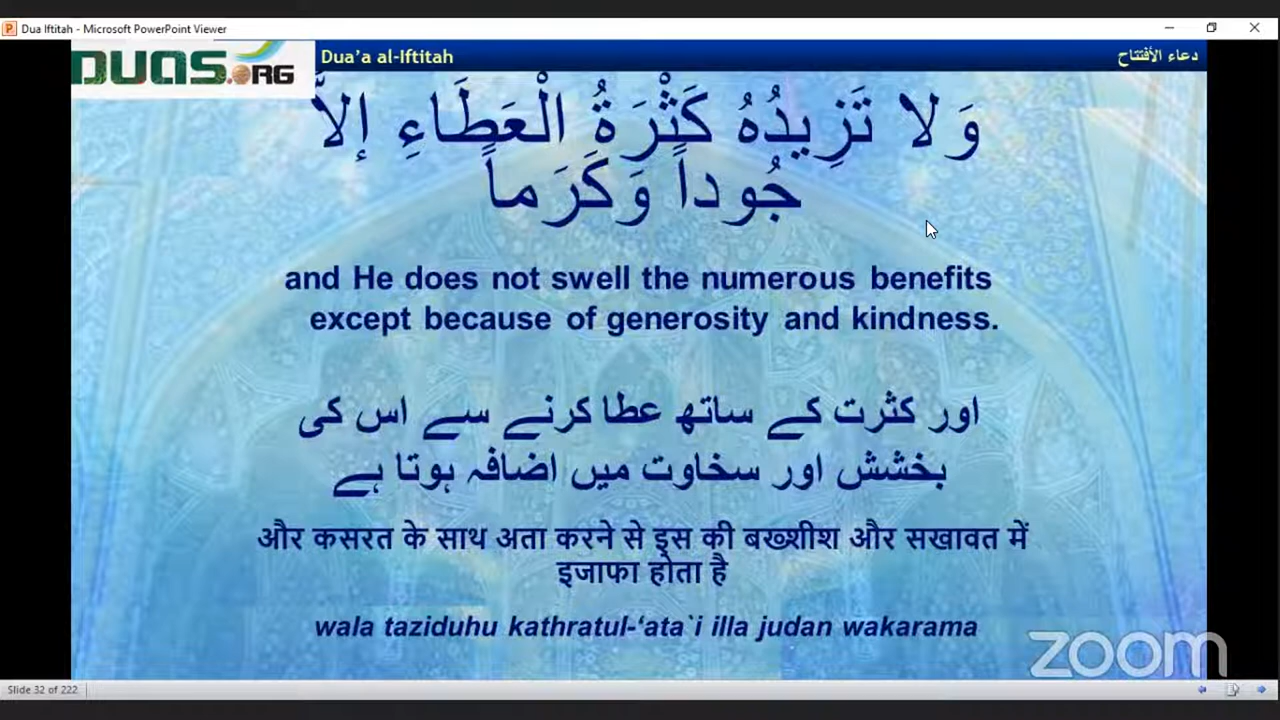 Dua Iftitah - Microsoft PowerPoint Viewer
DUAS.ORG
Dua’a al-Iftitah
دعاء الأفتتاح
وَلا تَزِيدُهُ كَثْرَةُ الْعَطَاءِ إلاَّ
جُوداً وَكَرَماً
and He does not swell the numerous benefits
except because of generosity and kindness.
اور کثرت کے ساتھ عطا کرنے سے اس کی
بخشش اور سخاوت میں اضافہ ہوتا ہے
और कसरत के साथ अता करने से इस की बख्शीश और सखावत में
इजाफा होता है
wala taziduhu kathratul-‘ata`i illa judan wakarama
zoom
Slide 32 of 222